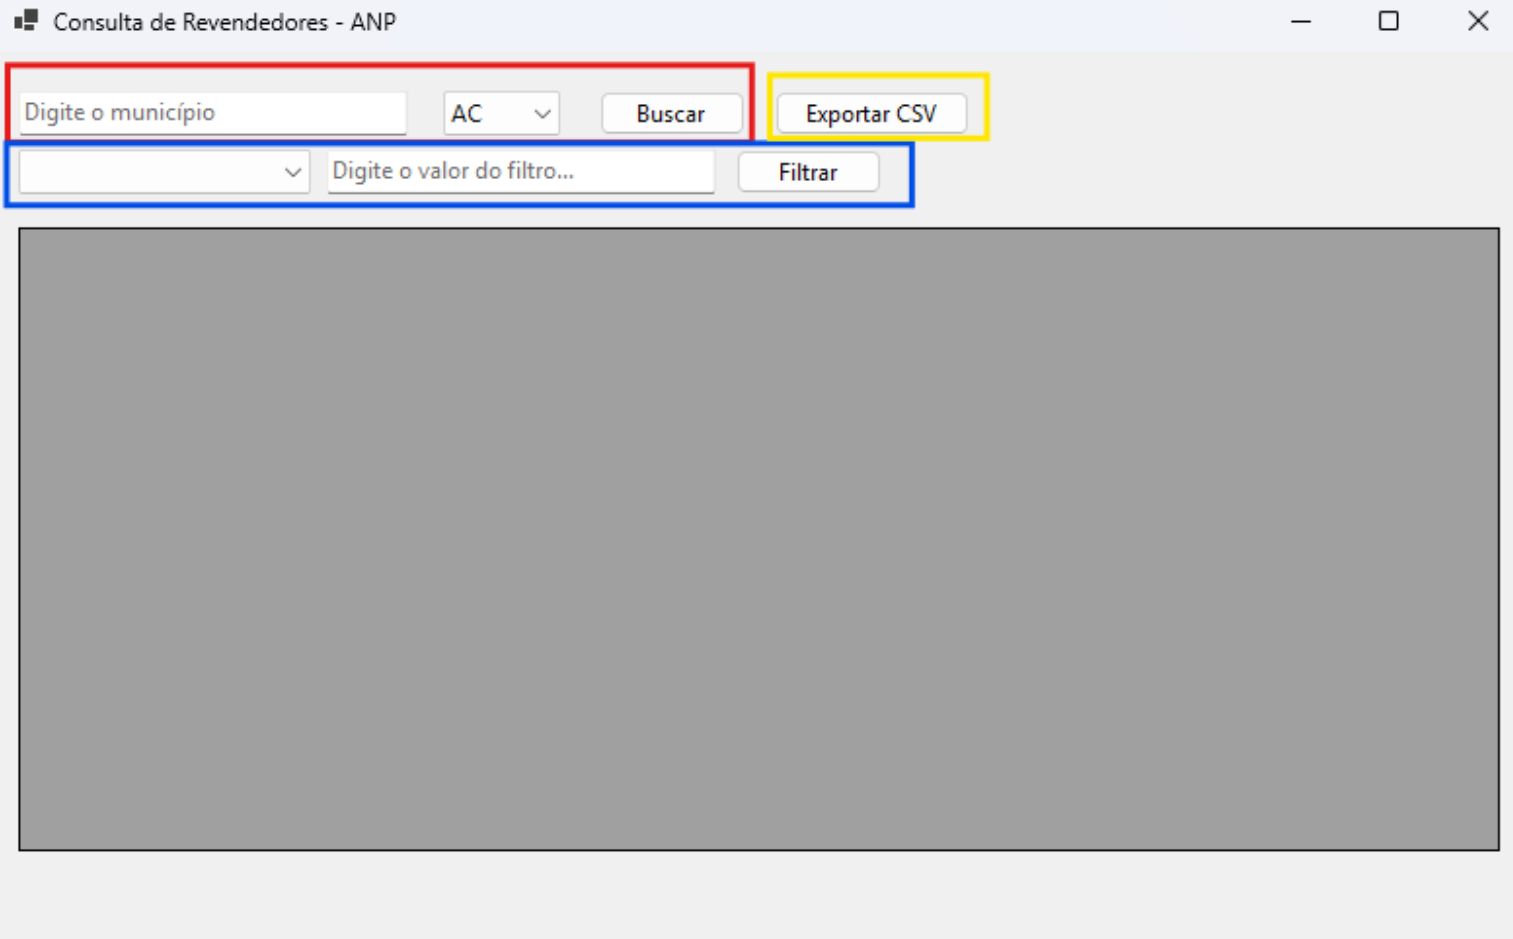 Consulta de Revendedores - ANP
Digite o município AC Buscar Exportar CSV
Digite o valor do filtro... Filtrar